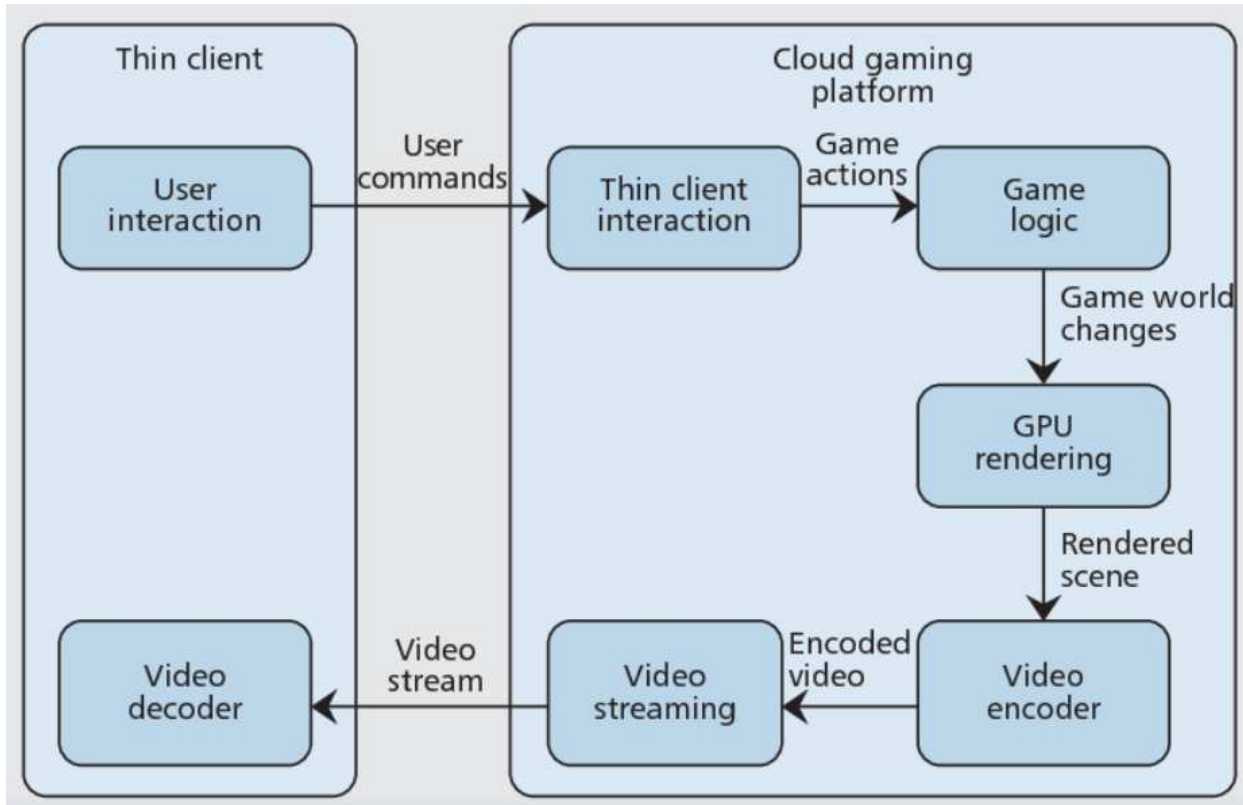 Thin client
Cloud gaming
platform
User
interaction
User
commands
Thin client
interaction
Game
actions
Game
logic
Game world
changes
GPU
rendering
Rendered
scene
Video
encoder
Encoded
video
Video
streaming
Video
stream
Video
decoder